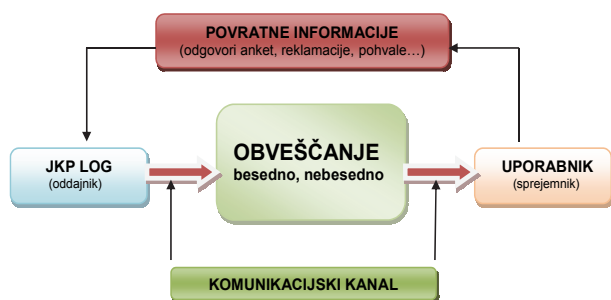 POVRATNE INFORMACIJE
(odgovori anket, reklamacije, pohvale…)
JKP LOG
(oddajnik)
OBVEŠČANJE
besedno, nebesedno
UPORABNIK
(sprejemnik)
KOMUNIKACIJSKI KANAL